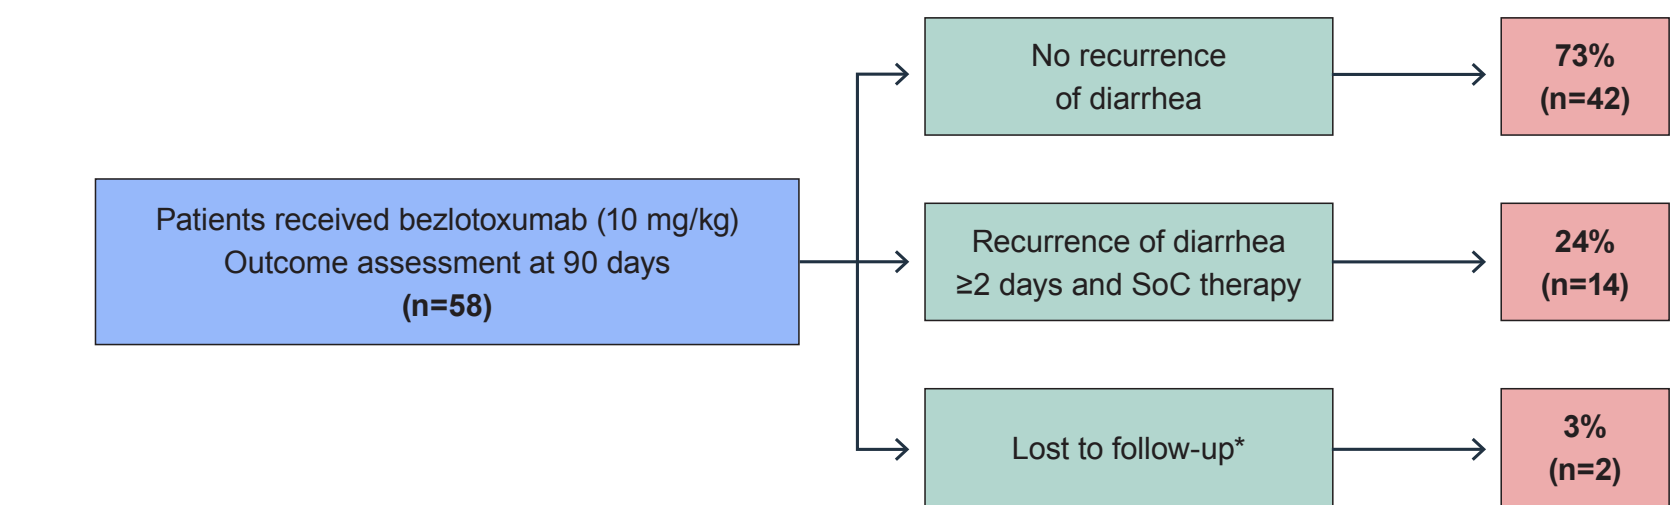 Patients received bezlotoxumab (10 mg/kg)
Outcome assessment at 90 days
(n=58)
No recurrence
of diarrhea
73%
(n=42)
Recurrence of diarrhea
≥2 days and SoC therapy
24%
(n=14)
Lost to follow-up*
3%
(n=2)